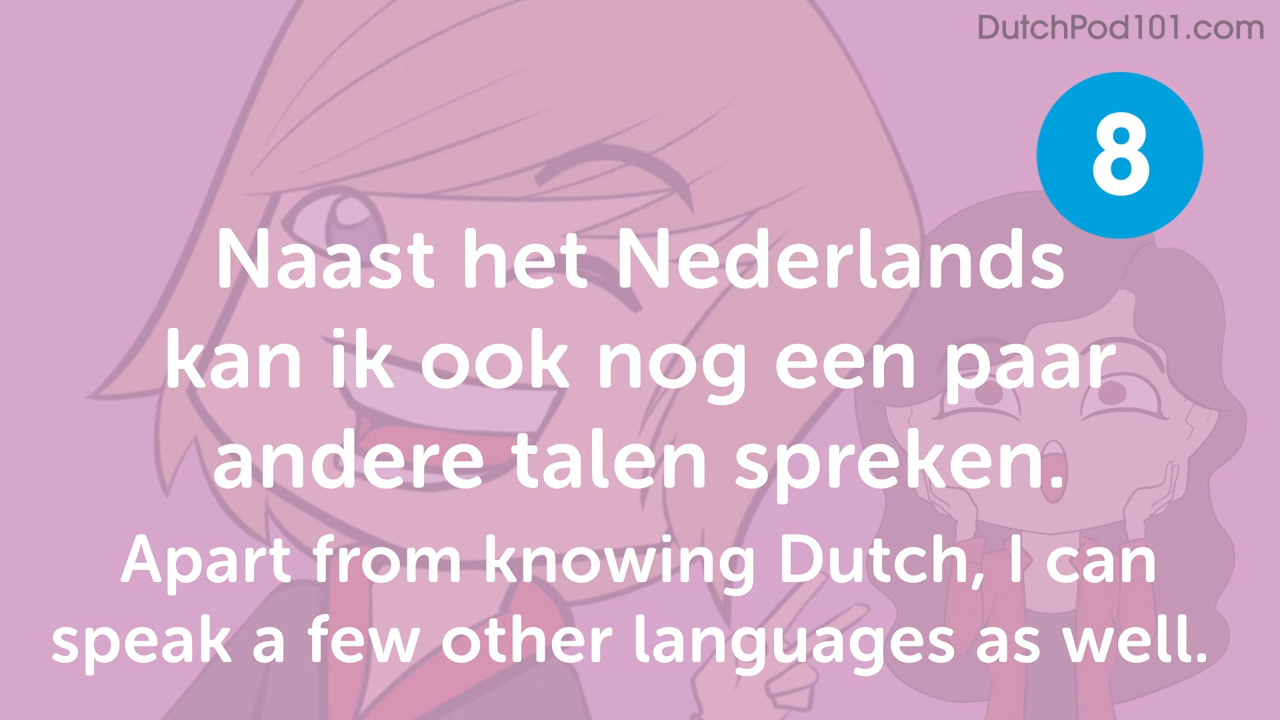 DutchPod101.com
8
Naast het Nederlands
kan ik ook nog een paar
andere talen spreken.
Apart from knowing Dutch, I can
speak a few other languages as well.